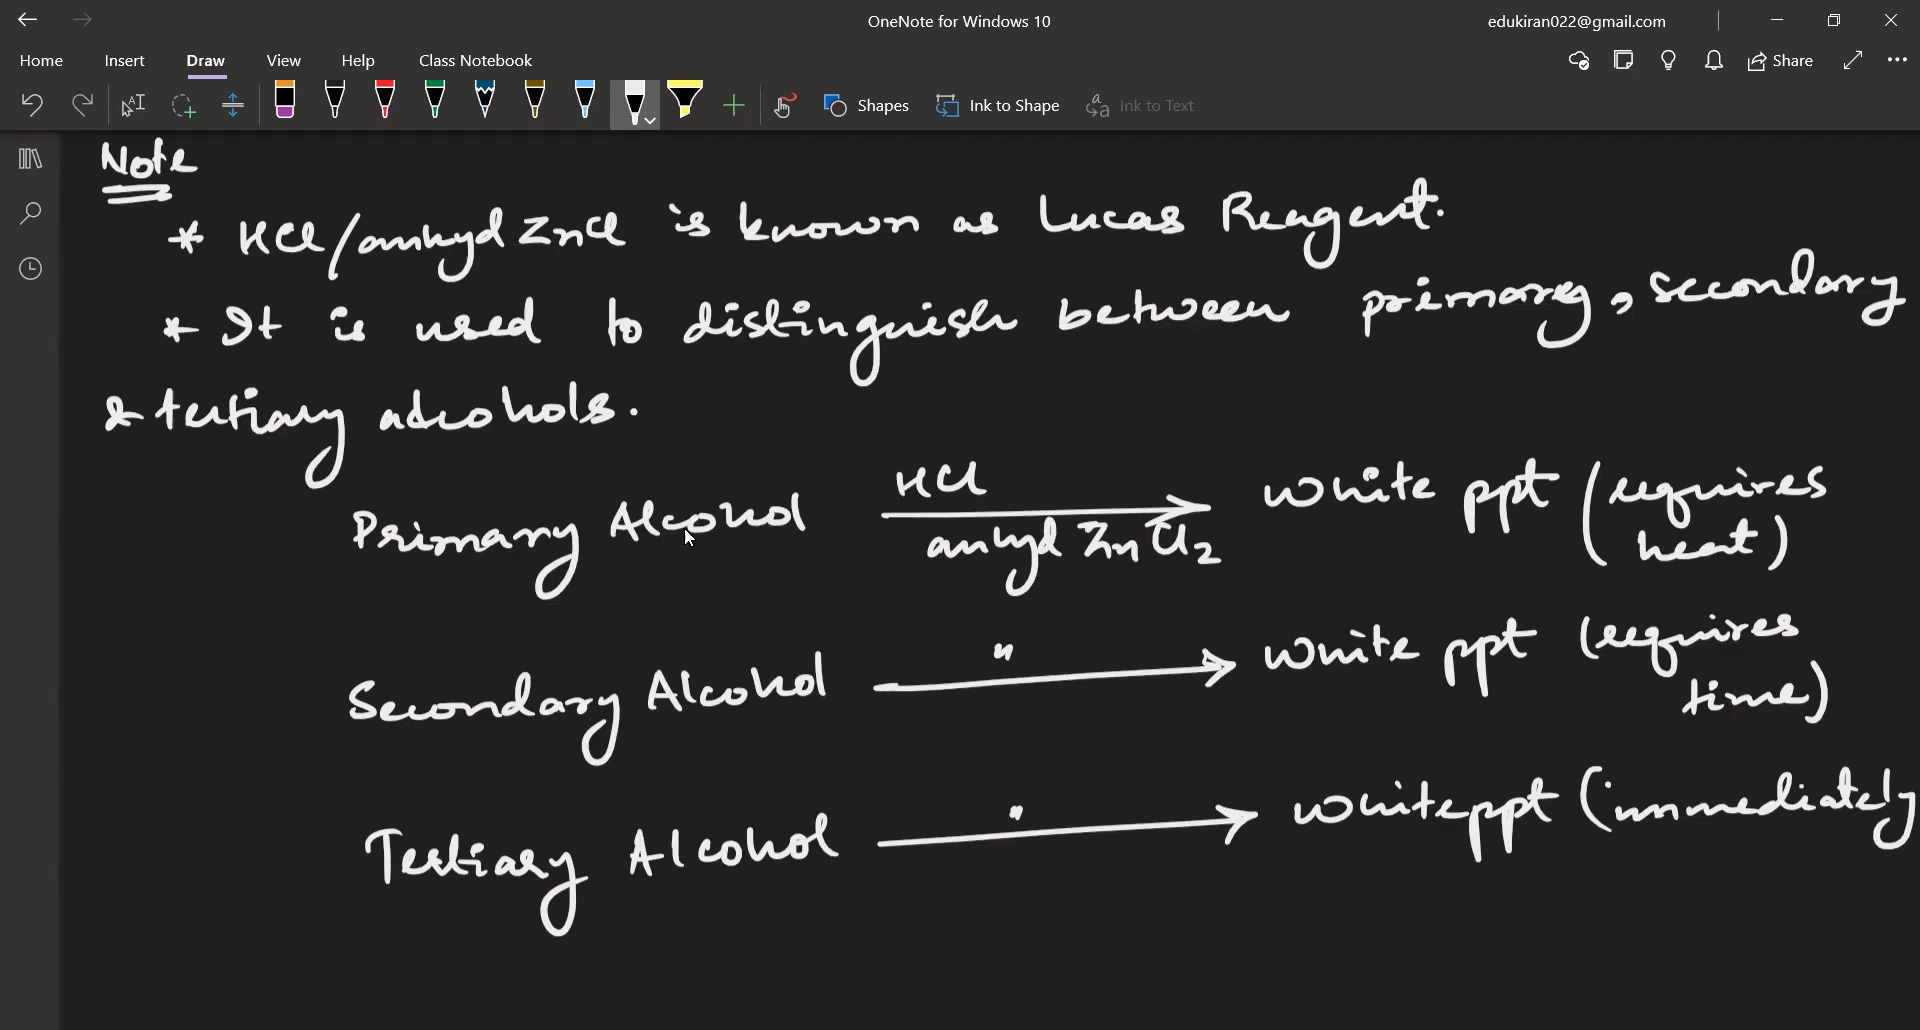 OneNote for Windows 10
edukiran022@gmail.com
Home Insert Draw View Help Class Notebook
Share
Shapes Ink to Shape Ink to Text
Note
* HCl/anhyd ZnCl is known as Lucas Reagent.
* It is used to distinguish between primary, secondary
& tertiary alcohols.
Primary Alcohol HCl anhyd ZnCl₂ → white ppt (requires
heat)
Secondary Alcohol " → white ppt (requires
time)
Tertiary Alcohol " → white ppt (immediately